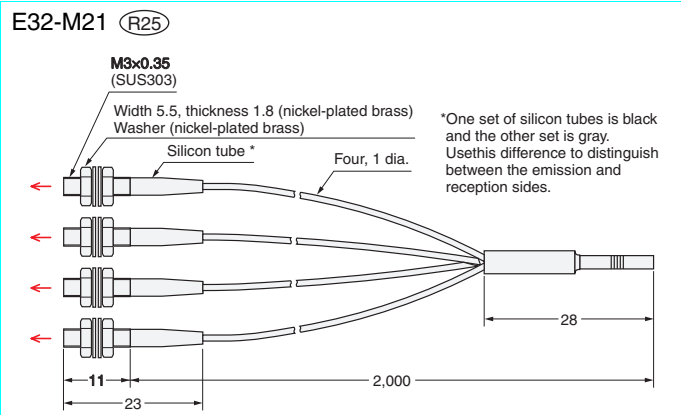 E32-M21 R25
M3×0.35
(SUS303)
Width 5.5, thickness 1.8 (nickel-plated brass)
Washer (nickel-plated brass)
Silicon tube *
Four, 1 dia.
*One set of silicon tubes is black
and the other set is gray.
Usethis difference to distinguish
between the emission and
reception sides.
28
11
2,000
23